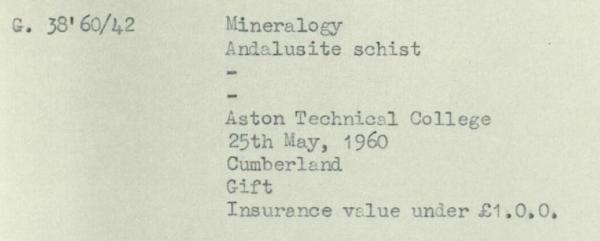 G. 38'60/42 Mineralogy
Andalusite schist
-
-
Aston Technical College
25th May, 1960
Cumberland
Gift
Insurance value under £1.0.0.